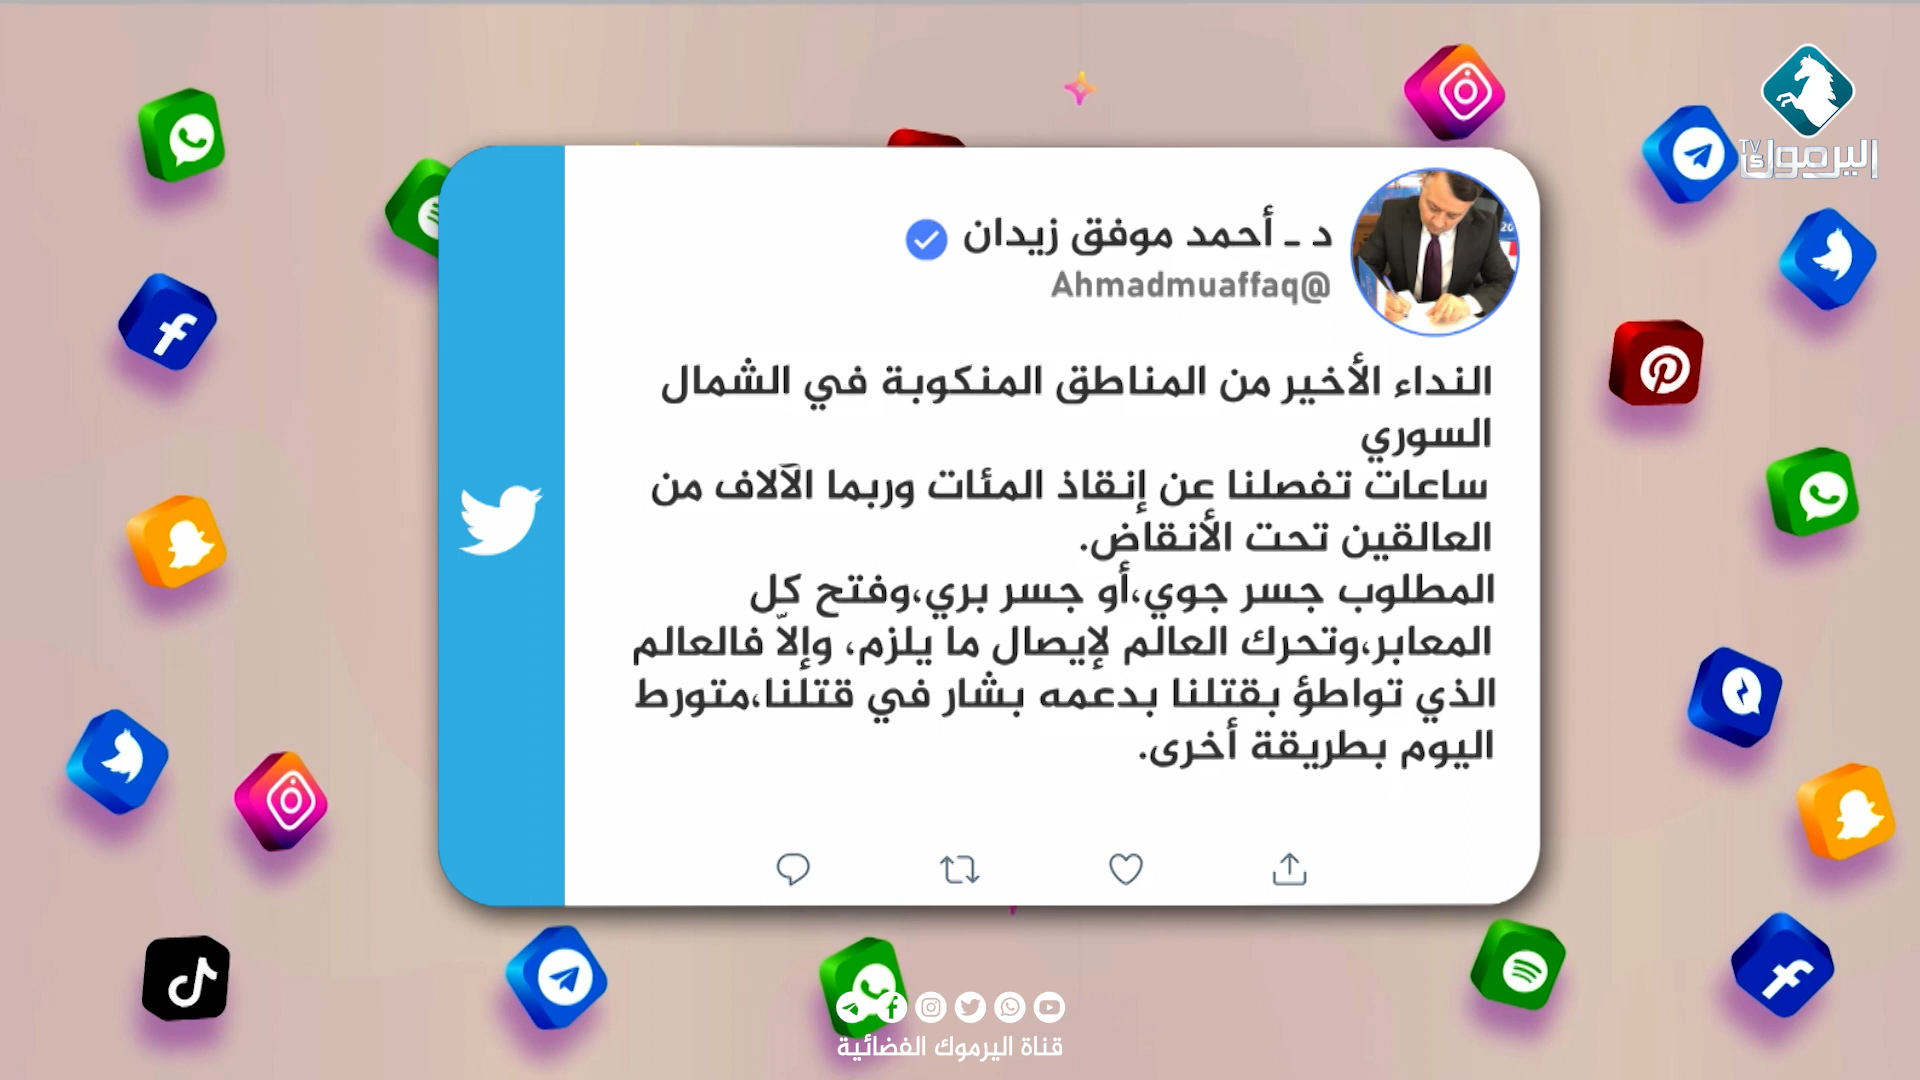 اليرموك TV
د ـ أحمد موفق زيدان
@Ahmadmuaffaq
النداء الأخير من المناطق المنكوبة في الشمال
السوري
ساعات تفصلنا عن إنقاذ المئات وربما الآلاف من
العالقين تحت الأنقاض.
المطلوب جسر جوي،أو جسر بري،وفتح كل
المعابر،وتحرك العالم لإيصال ما يلزم، وإلاّ فالعالم
الذي تواطؤ بقتلنا بدعمه بشار في قتلنا،متورط
اليوم بطريقة أخرى.
قناة اليرموك الفضائية